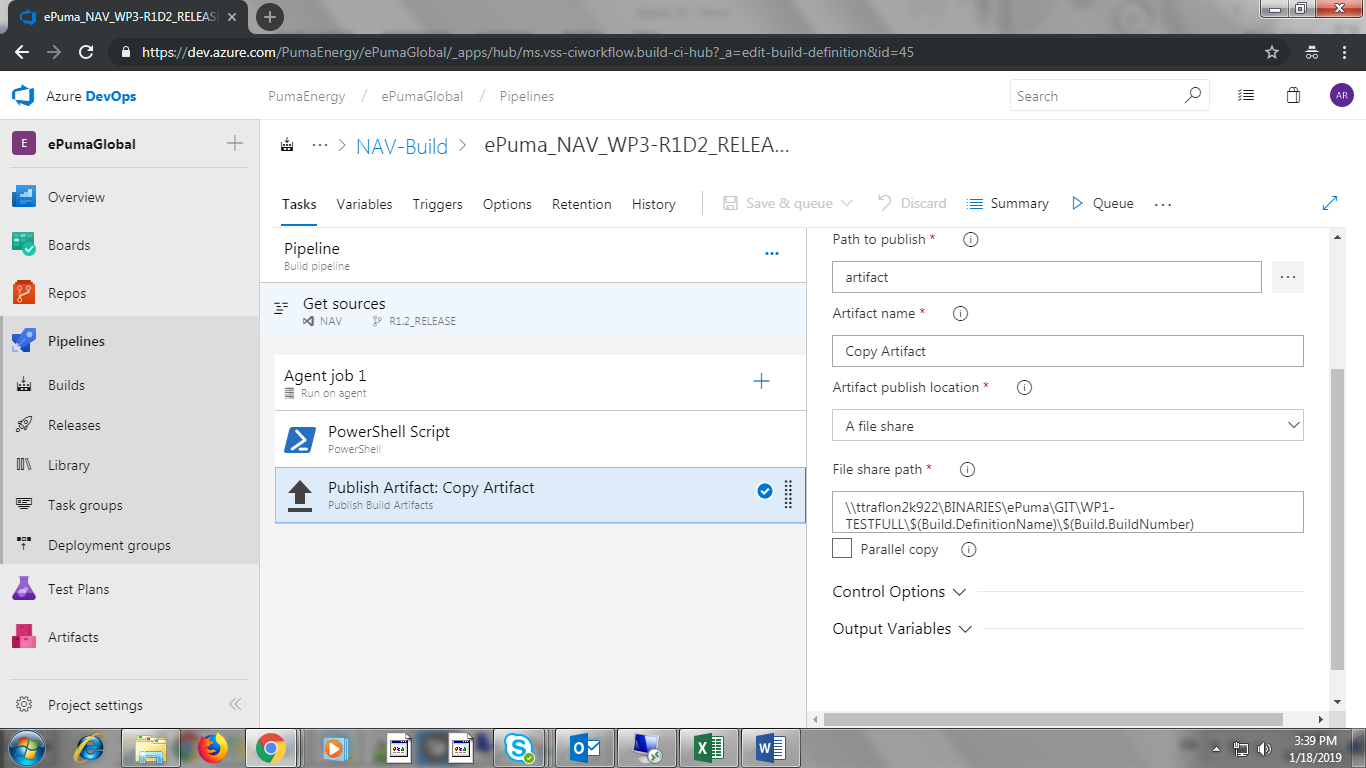 ePuma_NAV_WP3-R1D2_RELEAS
https://dev.azure.com/PumaEnergy/ePumaGlobal/_apps/hub/ms.vss-ciworkflow.build-ci-hub?_a=edit-build-definition&id=45
Azure DevOps
PumaEnergy / ePumaGlobal / Pipelines
Search
AR
E ePumaGlobal
... > NAV-Build > ePuma_NAV_WP3-R1D2_RELEA...
Overview
Boards
Repos
Pipelines
Builds
Releases
Library
Task groups
Deployment groups
Test Plans
Artifacts
Project settings
Tasks Variables Triggers Options Retention History Save & queue Discard Summary Queue ...
Pipeline
Build pipeline
...
Get sources
NAV R1.2_RELEASE
Agent job 1
Run on agent
PowerShell Script
PowerShell
Publish Artifact: Copy Artifact
Publish Build Artifacts
Path to publish *
artifact
...
Artifact name *
Copy Artifact
Artifact publish location *
A file share
File share path *
\\ttraflon2k922\BINARIES\ePuma\GIT\WP1-
TESTFULL\$(Build.DefinitionName)\$(Build.BuildNumber)
Parallel copy
Control Options
Output Variables
3:39 PM
1/18/2019